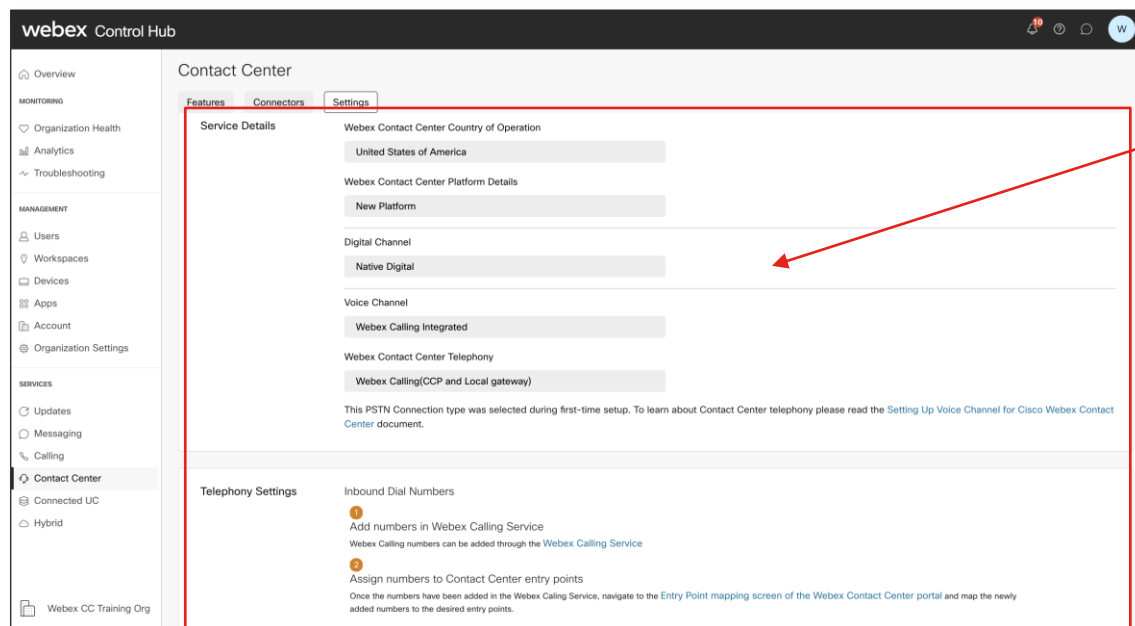 webex Control Hub
10
W
Overview
MONITORING
Organization Health
Analytics
Troubleshooting
MANAGEMENT
Users
Workspaces
Devices
Apps
Account
Organization Settings
SERVICES
Updates
Messaging
Calling
Contact Center
Connected UC
Hybrid
Webex CC Training Org
Contact Center
Features Connectors Settings
Service Details
Webex Contact Center Country of Operation
United States of America
Webex Contact Center Platform Details
New Platform
Digital Channel
Native Digital
Voice Channel
Webex Calling Integrated
Webex Contact Center Telephony
Webex Calling(CCP and Local gateway)
This PSTN Connection type was selected during first-time setup. To learn about Contact Center telephony please read the Setting Up Voice Channel for Cisco Webex Contact
Center document.
Telephony Settings
Inbound Dial Numbers
1
Add numbers in Webex Calling Service
Webex Calling numbers can be added through the Webex Calling Service
2
Assign numbers to Contact Center entry points
Once the numbers have been added in the Webex Caling Service, navigate to the Entry Point mapping screen of the Webex Contact Center portal and map the newly
added numbers to the desired entry points.